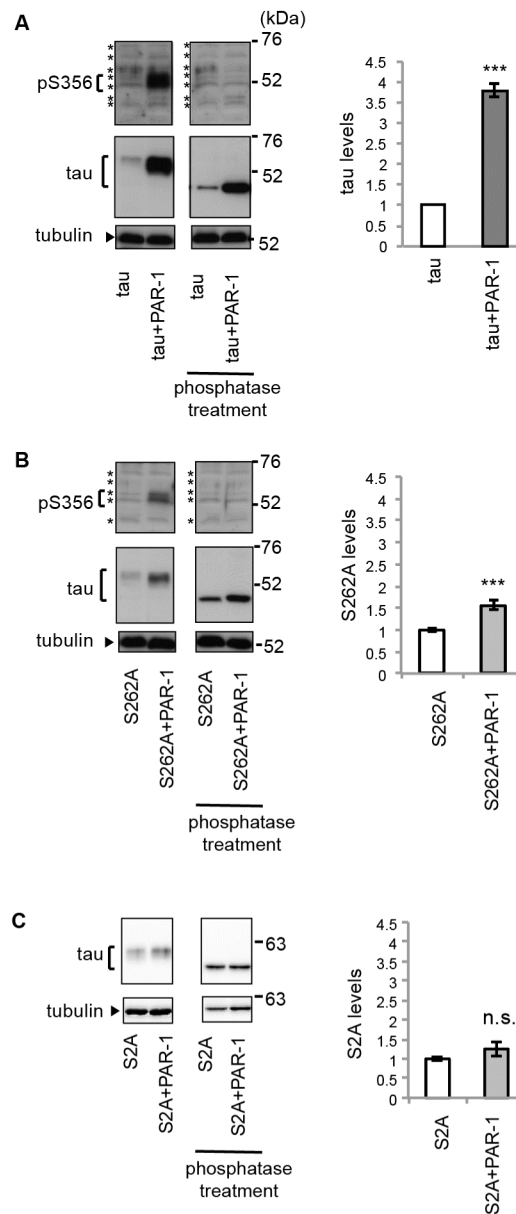 A
(kDa)
76
pS356
52
*
*
*
*
*
*
*
*
*
*
*
*
*
*
76
tau
52
tubulin
52
tau
tau+PAR-1
tau
tau+PAR-1
phosphatase
treatment
tau levels
4.5
4
3.5
3
2.5
2
1.5
1
0.5
0
***
tau
tau+PAR-1
B
76
pS356
52
*
*
*
*
*
*
*
*
*
*
76
tau
52
tubulin
52
S262A
S262A+PAR-1
S262A
S262A+PAR-1
phosphatase
treatment
S262A levels
4.5
4
3.5
3
2.5
2
1.5
1
0.5
0
***
S262A
S262A+PAR-1
C
63
tau
63
tubulin
S2A
S2A+PAR-1
S2A
S2A+PAR-1
phosphatase
treatment
S2A levels
4.5
4
3.5
3
2.5
2
1.5
1
0.5
0
n.s.
S2A
S2A+PAR-1